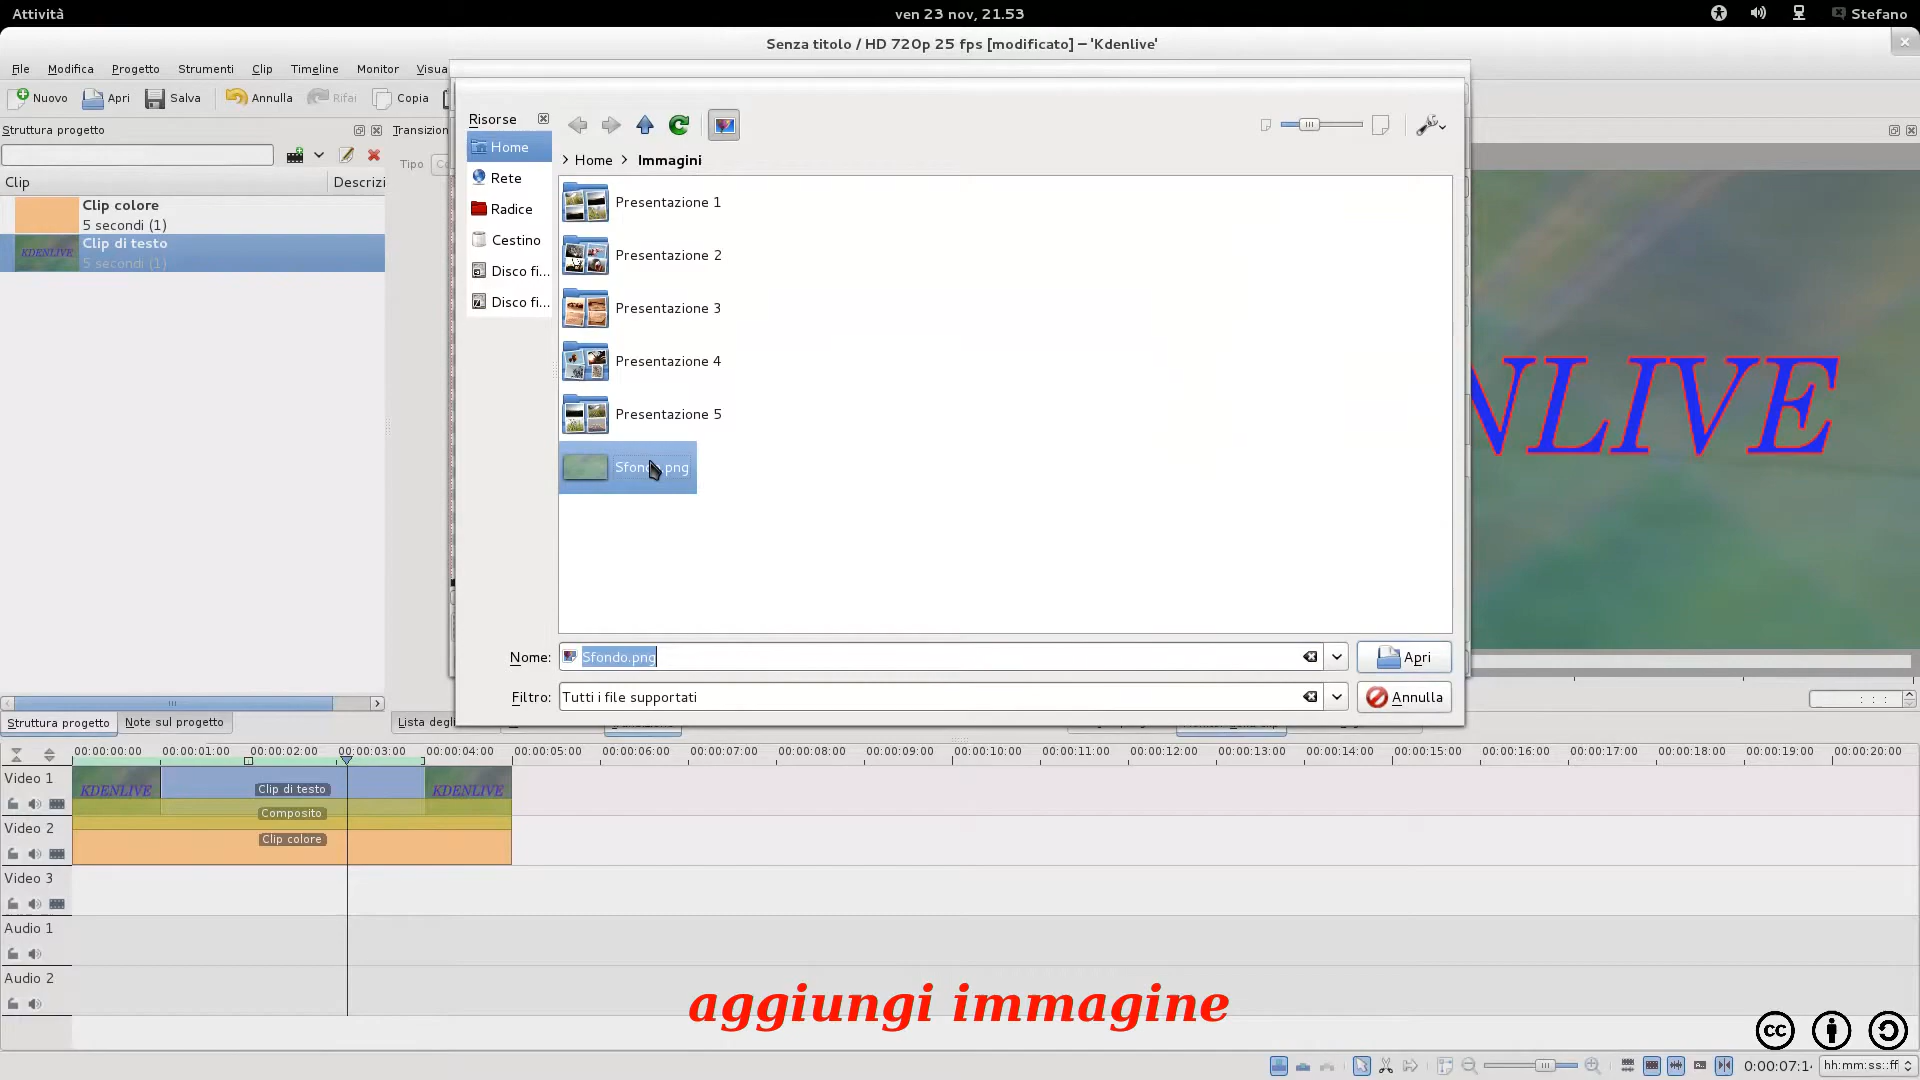 Attività
ven 23 nov, 21.53
Stefano
Senza titolo / HD 720p 25 fps [modificato] – 'Kdenlive'
File Modifica Progetto Strumenti Clip Timeline Monitor Visua
Nuovo Apri Salva Annulla Rifai Copia
Struttura progetto
Transizion
Tipo
Clip Descrizi
Clip colore
5 secondi (1)
Clip di testo
5 secondi (1)
KDENLIVE
Risorse
Home
Rete
Radice
Cestino
Disco fi...
Disco fi...
> Home > Immagini
Presentazione 1
Presentazione 2
Presentazione 3
Presentazione 4
Presentazione 5
Sfondo.png
Nome: Sfondo.png
Apri
Filtro: Tutti i file supportati
Annulla
NLIVE
Struttura progetto Note sul progetto
Lista degli
00:00:00:00 00:00:01:00 00:00:02:00 00:00:03:00 00:00:04:00 00:00:05:00 00:00:06:00 00:00:07:00 00:00:08:00 00:00:09:00 00:00:10:00 00:00:11:00 00:00:12:00 00:00:13:00 00:00:14:00 00:00:15:00 00:00:16:00 00:00:17:00 00:00:18:00 00:00:19:00 00:00:20:00
Video 1
KDENLIVE Clip di testo KDENLIVE
Composito
Video 2
Clip colore
Video 3
Audio 1
Audio 2
aggiungi immagine
cc
0:00:07:1
hh:mm:ss::ff